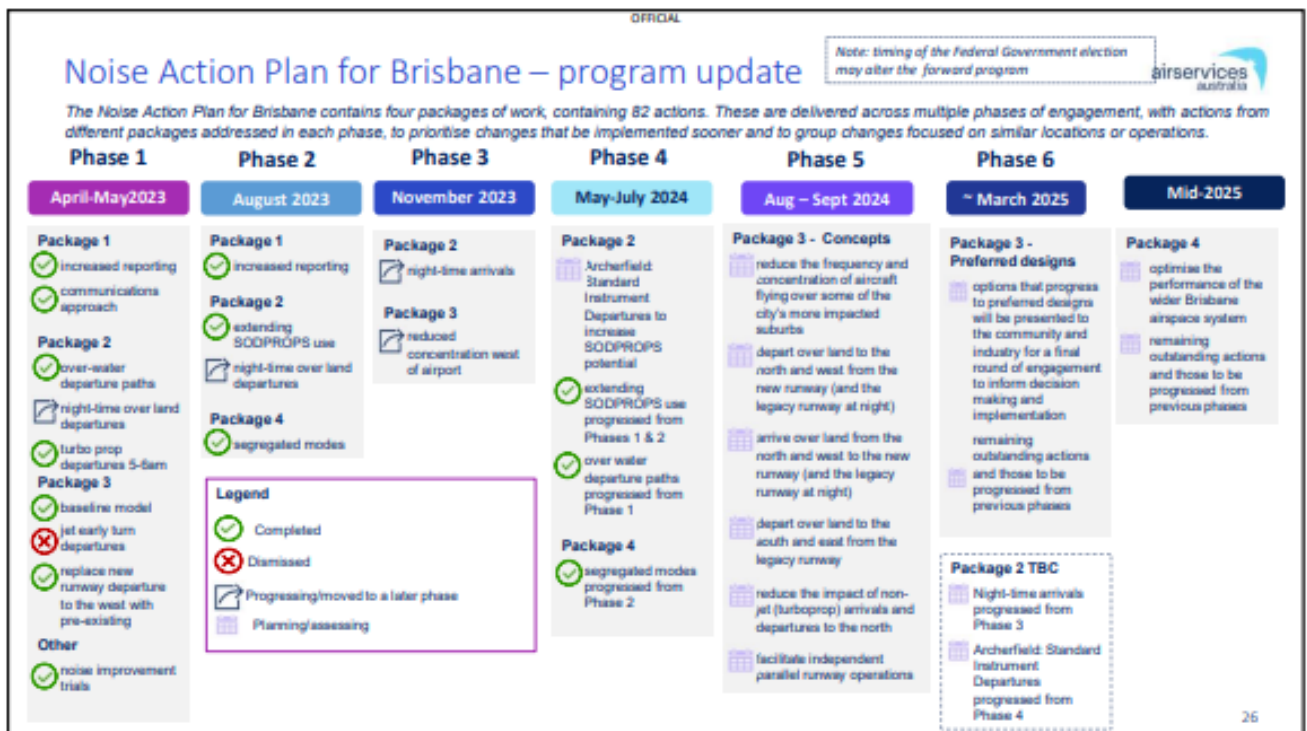 OFFICIAL
Noise Action Plan for Brisbane – program update
Note: timing of the Federal Government election
may alter the forward program
airservices
australia
The Noise Action Plan for Brisbane contains four packages of work, containing 82 actions. These are delivered across multiple phases of engagement, with actions from
different packages addressed in each phase, to prioritise changes that be implemented sooner and to group changes focused on similar locations or operations.
Phase 1
April-May2023
Package 1
increased reporting
communications
approach
Package 2
over-water
departure paths
night-time over land
departures
turbo prop
departures 5-6am
Package 3
baseline model
jet early turn
departures
replace new
runway departure
to the west with
pre-existing
Other
noise improvement
trials
Phase 2
August 2023
Package 1
increased reporting
Package 2
extending
SODPROPS use
night-time over land
departures
Package 4
segregated modes
Phase 3
November 2023
Package 2
night-time arrivals
Package 3
reduced
concentration west
of airport
Legend
Completed
Dismissed
Progressing/moved to a later phase
Planning/assessing
Phase 4
May-July 2024
Package 2
Archerfield:
Standard
Instrument
Departures to
increase
SODPROPS
potential
extending
SODPROPS use
progressed from
Phases 1 & 2
over water
departure paths
progressed from
Phase 1
Package 4
segregated modes
progressed from
Phase 2
Phase 5
Aug – Sept 2024
Package 3 - Concepts
reduce the frequency and
concentration of aircraft
flying over some of the
city's more impacted
suburbs
depart over land to the
north and west from the
new runway (and the
legacy runway at night)
arrive over land from the
north and west to the new
runway (and the legacy
runway at night)
depart over land to the
south and east from the
legacy runway
reduce the impact of non-
jet (turboprop) arrivals and
departures to the north
facilitate independent
parallel runway operations
Phase 6
~ March 2025
Package 3 -
Preferred designs
options that progress
to preferred designs
will be presented to
the community and
industry for a final
round of engagement
to inform decision
making and
implementation
remaining
outstanding actions
and those to be
progressed from
previous phases
Package 2 TBC
Night-time arrivals
progressed from
Phase 3
Archerfield: Standard
Instrument
Departures
progressed from
Phase 4
Mid-2025
Package 4
optimise the
performance of the
wider Brisbane
airspace system
remaining
outstanding actions
and those to be
progressed from
previous phases
26